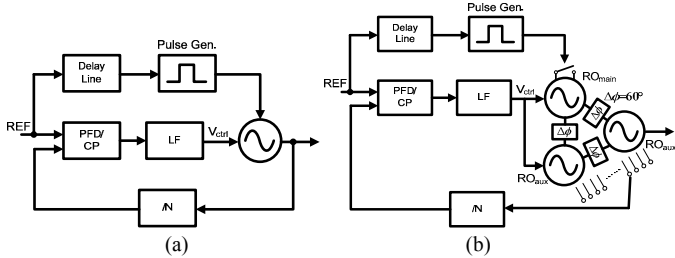 Pulse Gen.
Delay
Line
REF
PFD/
CP
LF
Vctrl
/N
(a)
Pulse Gen.
Delay
Line
REF
PFD/
CP
LF
Vctrl
ROmain
Δϕ=60°
Δϕ
Δϕ
Δϕ
ROaux
ROaux
/N
(b)